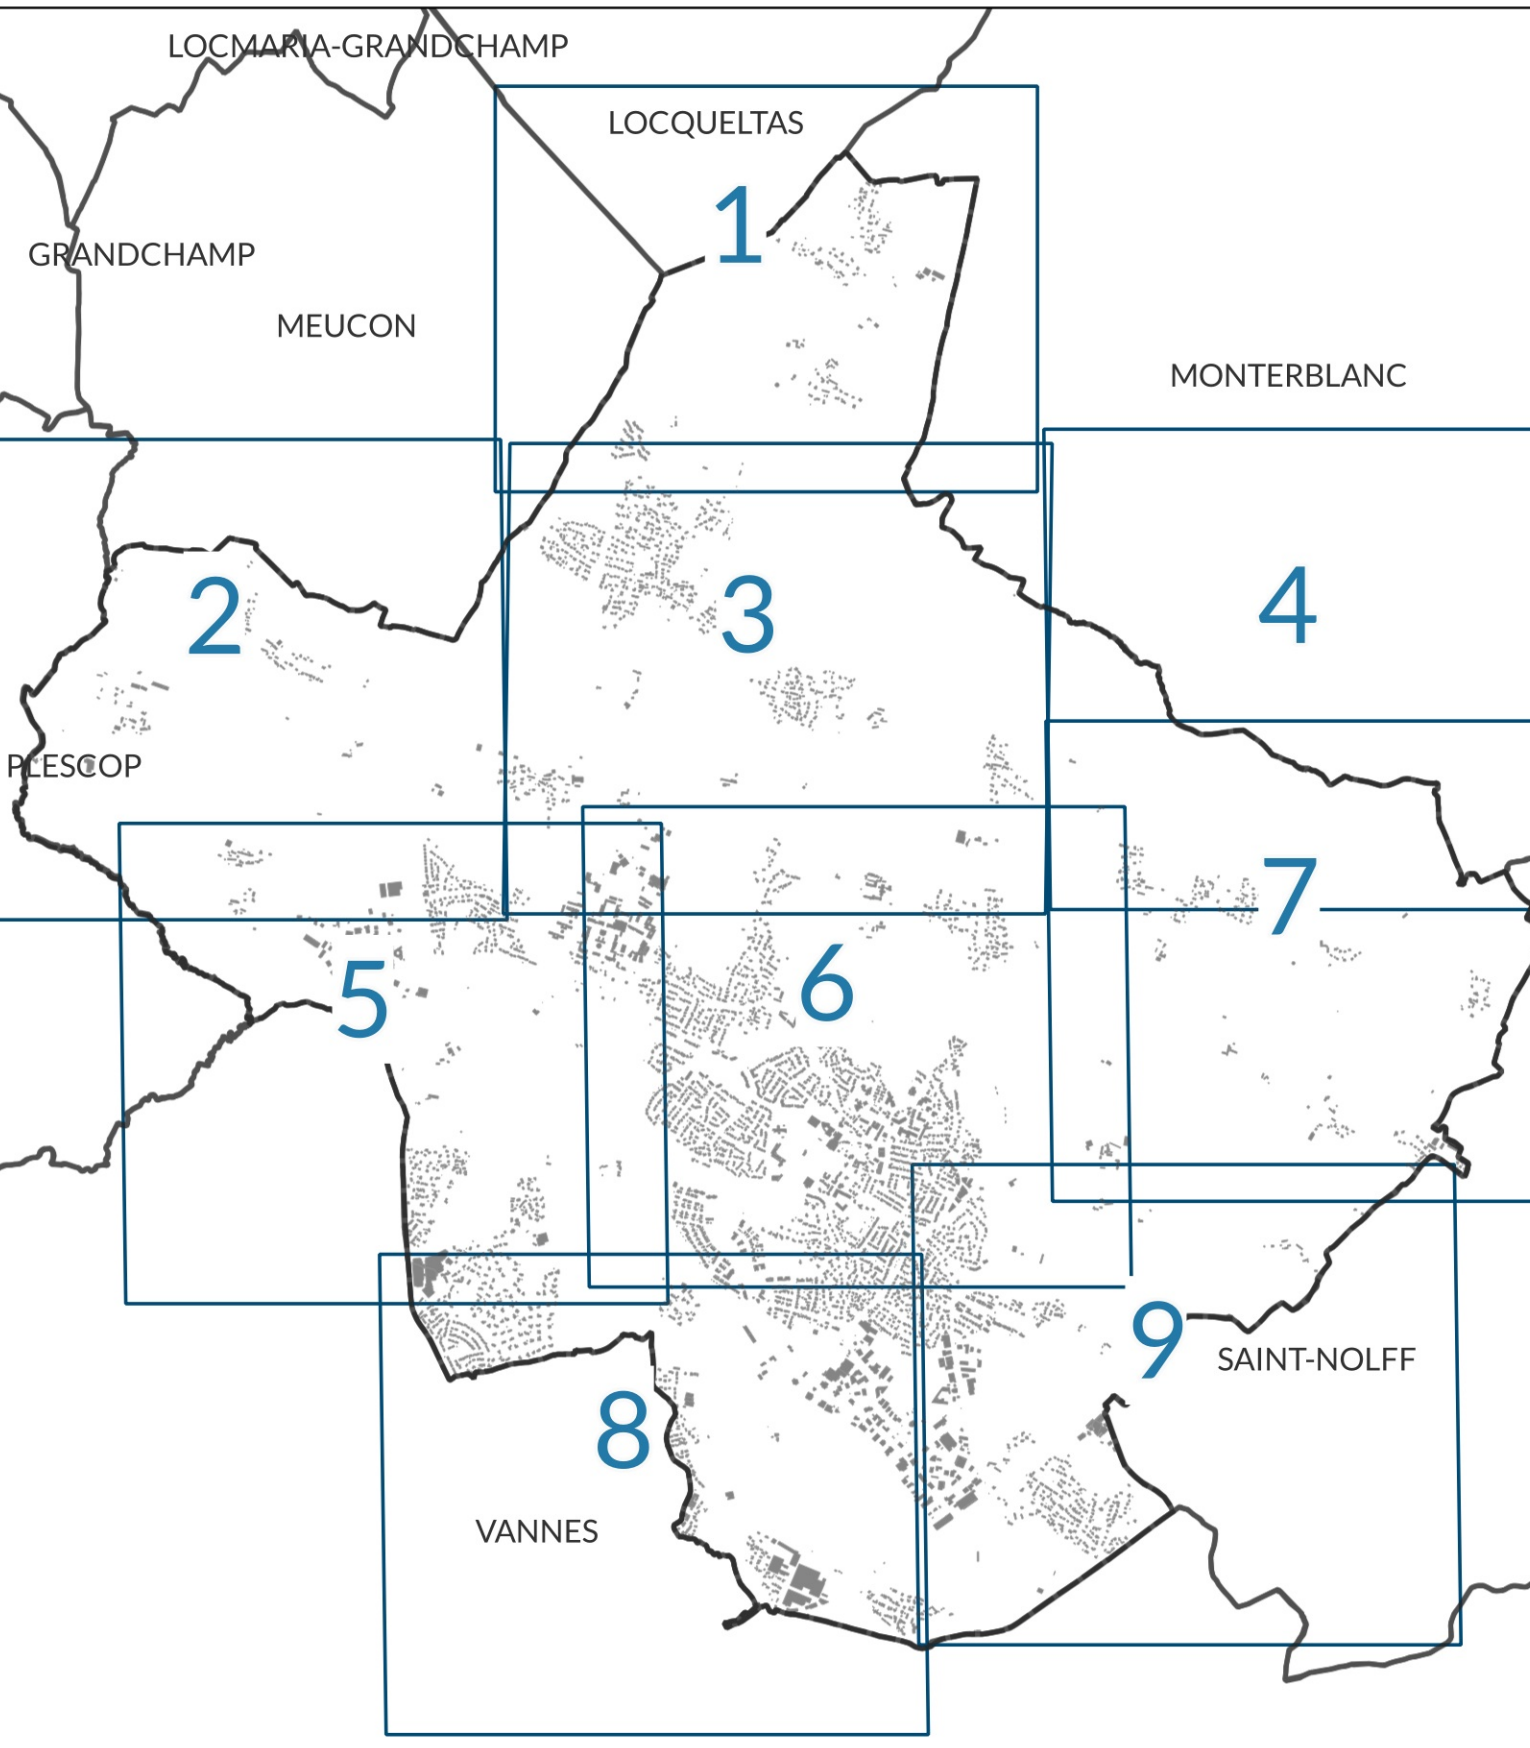 LOCMARIA-GRANDCHAMP
LOCQUELTAS
1
GRANDCHAMP
MEUCON
MONTERBLANC
2
3
4
PLESCOP
5
6
7
8
9
SAINT-NOLFF
VANNES